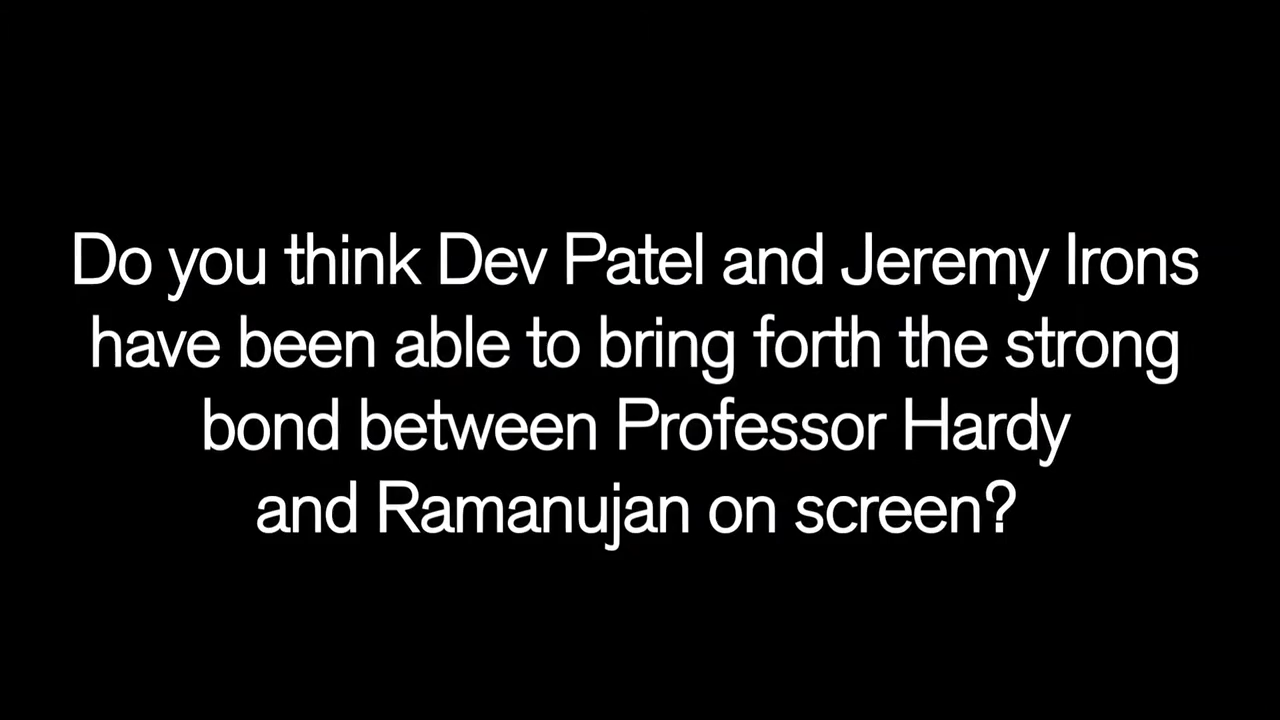 Do you think Dev Patel and Jeremy Irons
have been able to bring forth the strong
bond between Professor Hardy
and Ramanujan on screen?